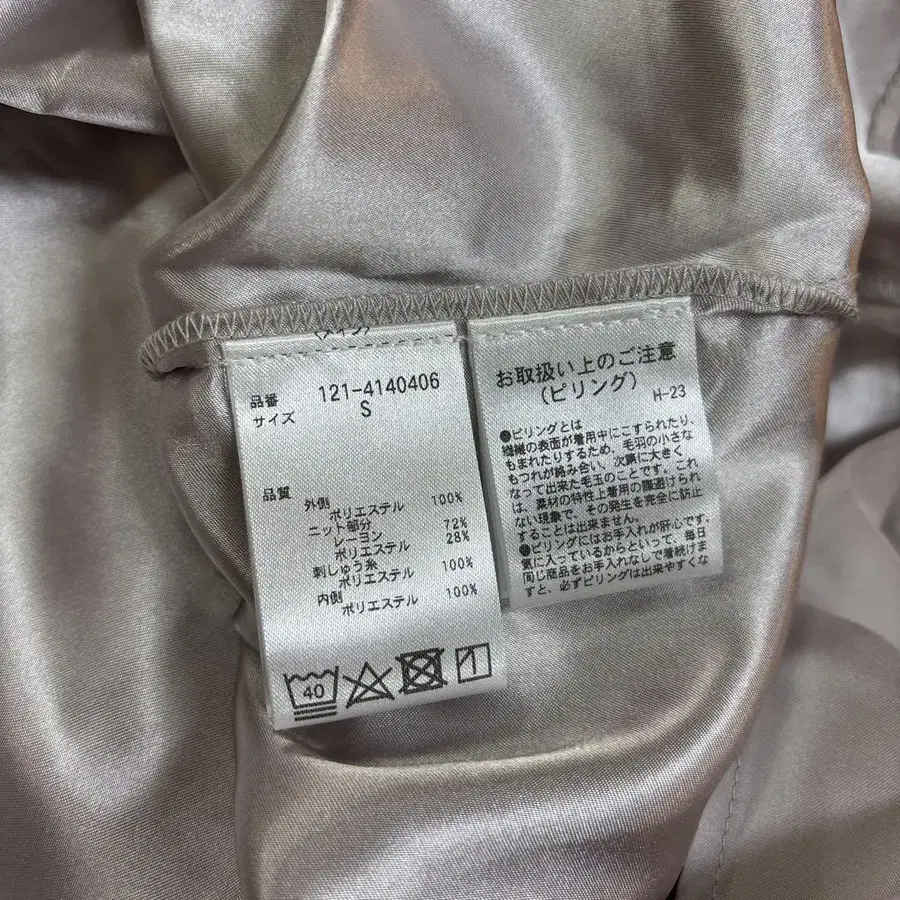 品番 121-4140406
サイズ S
品質
外側
ポリエステル 100%
ニット部分
レーヨン 72%
ポリエステル 28%
刺しゅう糸
ポリエステル 100%
内側
ポリエステル 100%
40
お取扱い上のご注意
(ピリング) H-23
●ピリングとは
繊維の表面が着用中にこすられたり、
もまれたりするため、毛羽の小さな
もつれが絡み合い、次第に大きく
なって出来た毛玉のことです。これ
は、素材の特性上着用の際避けられ
ない現象で、その発生を完全に防止
することは出来ません。
●ピリングにはお手入れが肝心です。
気に入っているからといって、毎日
同じ商品をお手入れなしで着続けま
すと、必ずピリングは出来やすくな